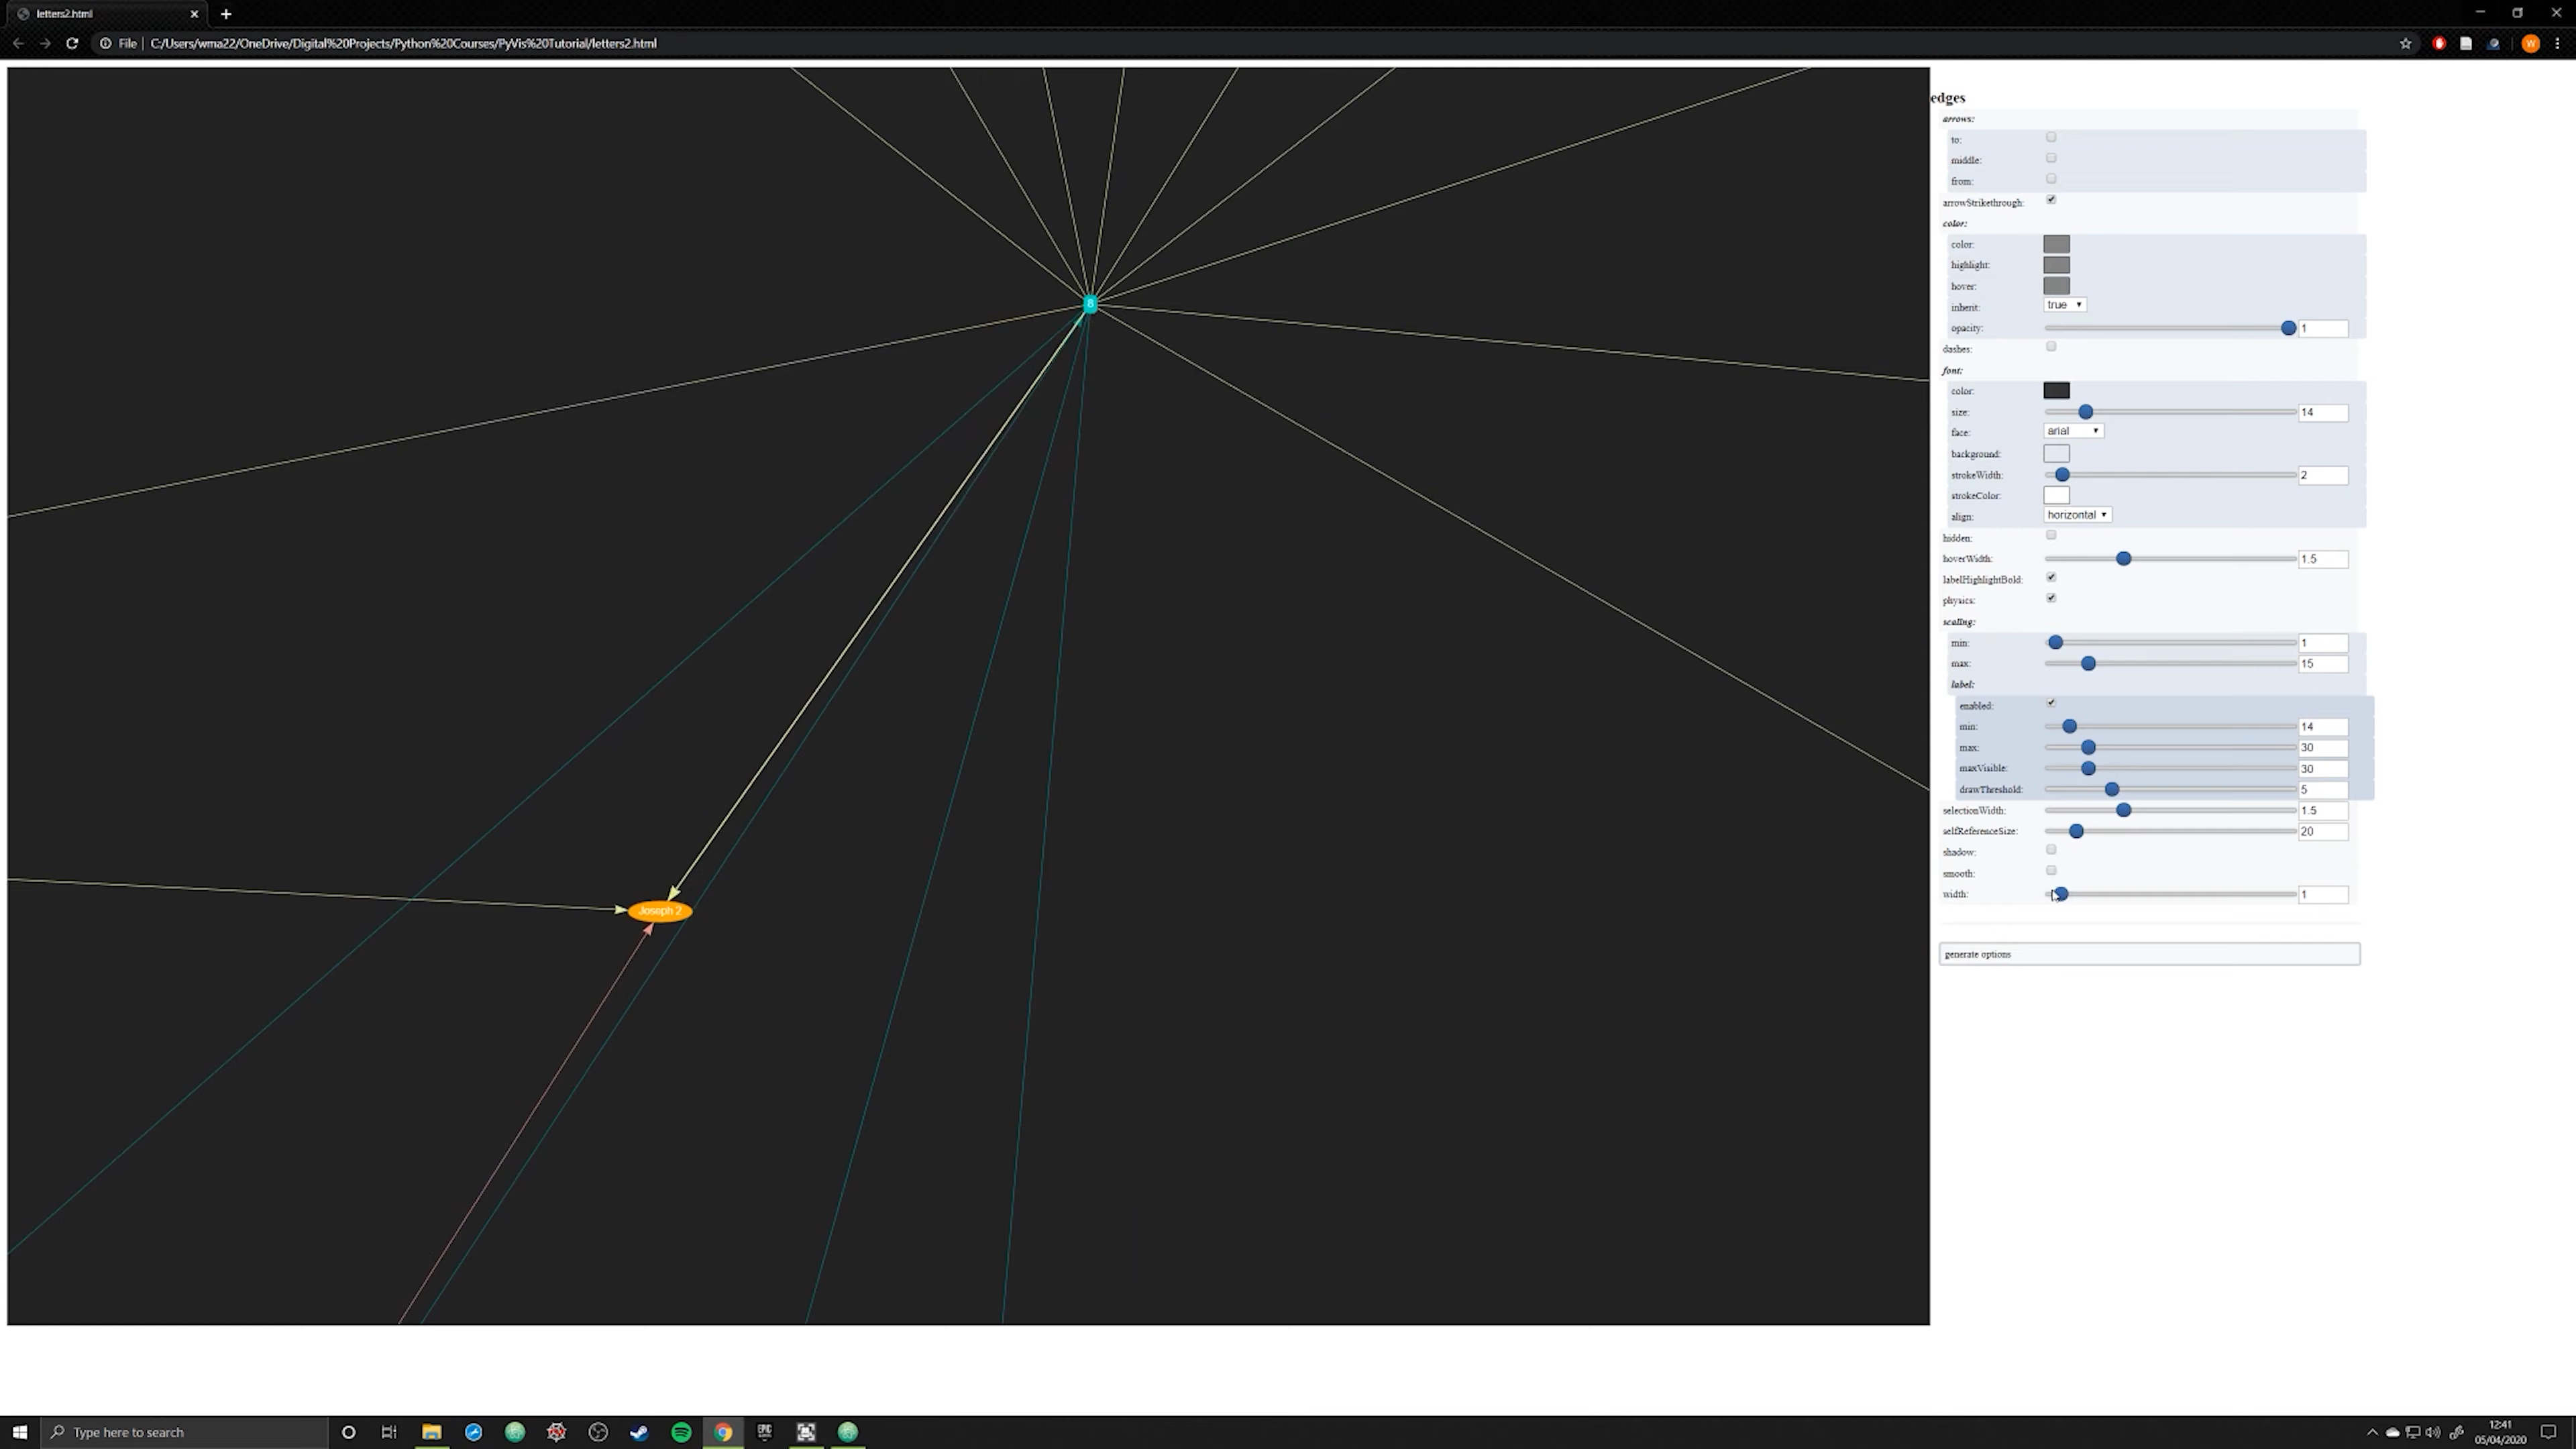 letters2.html
File
C:/Users/wma22/OneDrive/Digital%20Projects/Python%20Courses/PyVis%20Tutorial/letters2.html
W
edges
arrows:
to:
middle:
from:
arrowStrikethrough:
color:
color:
highlight:
hover:
inherit: true
opacity: 1
dashes:
font:
color:
size: 14
face: arial
background:
strokeWidth: 2
strokeColor:
align: horizontal
hidden:
hoverWidth: 1.5
labelHighlightBold:
physics:
scaling:
min: 1
max: 15
label:
enabled:
min: 14
max: 30
maxVisible: 30
drawThreshold: 5
selectionWidth: 1.5
selfReferenceSize: 20
shadow:
smooth:
width: 1
generate options
8
Joseph 2
Type here to search
EPIC
12:41
05/04/2020